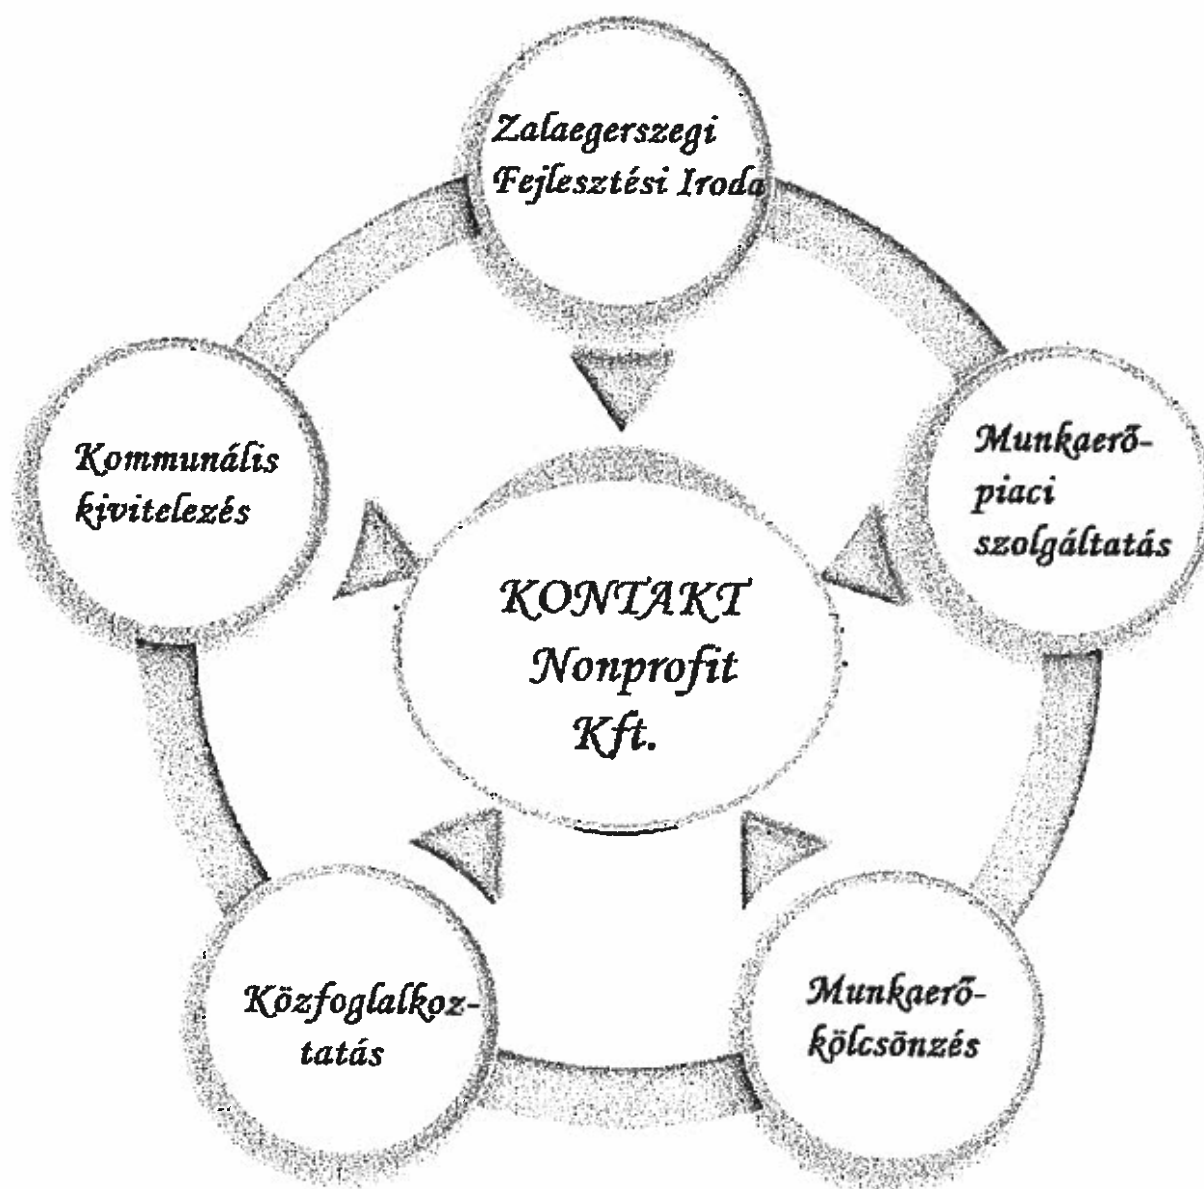 Zalaegerszegi
Fejlesztési Iroda
Kommunális
kivitelezés
Munkaerő-
piaci
szolgáltatás
KONTAKT
Nonprofit
Kft.
Közfoglalkoz-
tatás
Munkaerő-
kölcsönzés